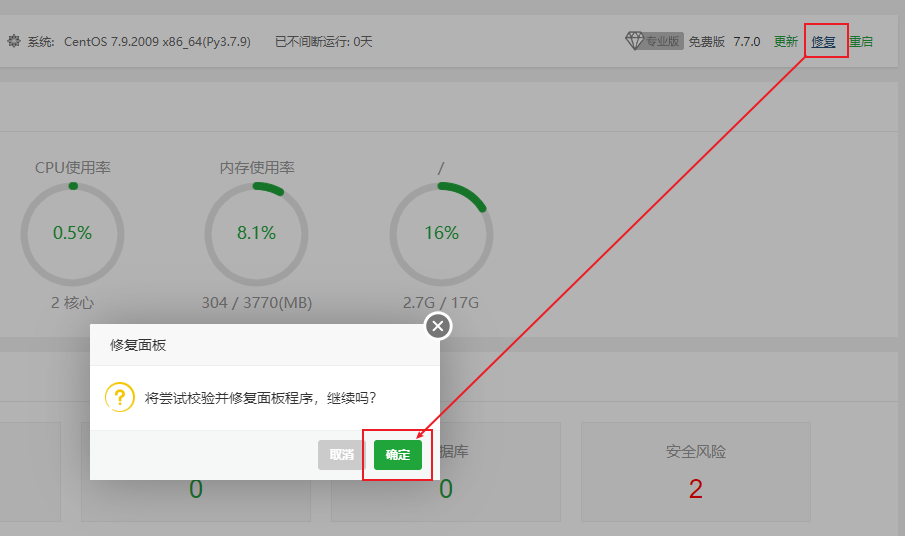 系统: CentOS 7.9.2009 x86_64(Py3.7.9) 已不间断运行: 0天 专业版 免费版 7.7.0 更新 修复 重启
CPU使用率 内存使用率 /
0.5% 8.1% 16%
2 核心 304 / 3770(MB) 2.7G / 17G
修复面板
?
将尝试校验并修复面板程序，继续吗?
取消 确定
据库 安全风险
0 0 2